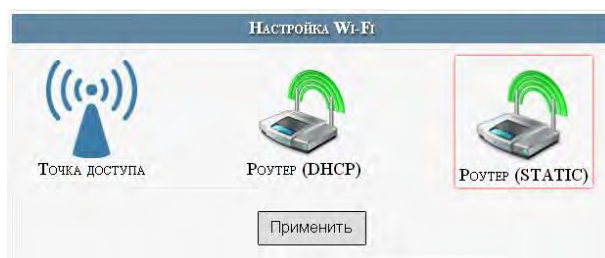 Настройка Wi-Fi
Точка доступа
Роутер (DHCP)
Роутер (STATIC)
Применить